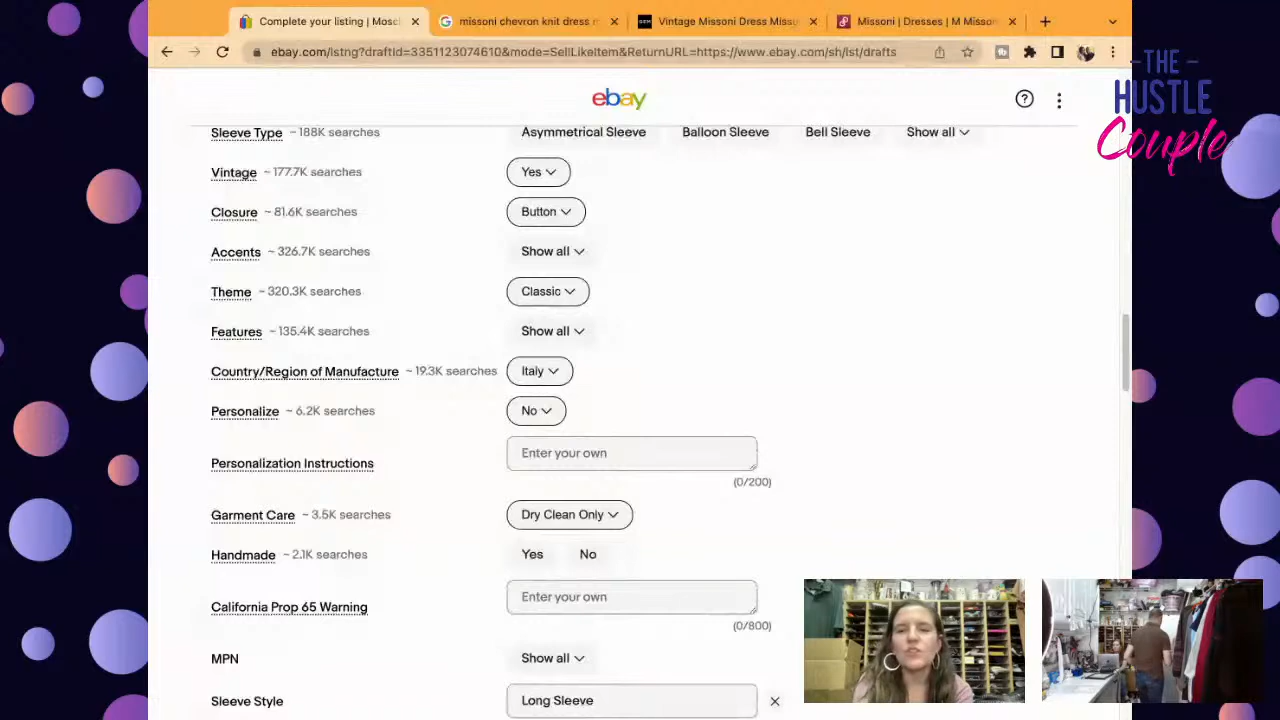 Complete your listing | Mosc
missoni chevron knit dress m
GEM
Vintage Missoni Dress Missu
Missoni | Dresses | M Misson
ebay.com/lstng?draftId=3351123074610&mode=SellLikeItem&ReturnURL=https://www.ebay.com/sh/lst/drafts
- THE -
HUSTLE
Couple
ebay
Sleeve Type ~ 188K searches Asymmetrical Sleeve Balloon Sleeve Bell Sleeve Show all
Vintage ~ 177.7K searches Yes
Closure ~ 81.6K searches Button
Accents ~ 326.7K searches Show all
Theme ~ 320.3K searches Classic
Features ~ 135.4K searches Show all
Country/Region of Manufacture ~ 19.3K searches Italy
Personalize ~ 6.2K searches No
Personalization Instructions Enter your own
(0/200)
Garment Care ~ 3.5K searches Dry Clean Only
Handmade ~ 2.1K searches Yes No
California Prop 65 Warning Enter your own
(0/800)
MPN Show all
Sleeve Style Long Sleeve